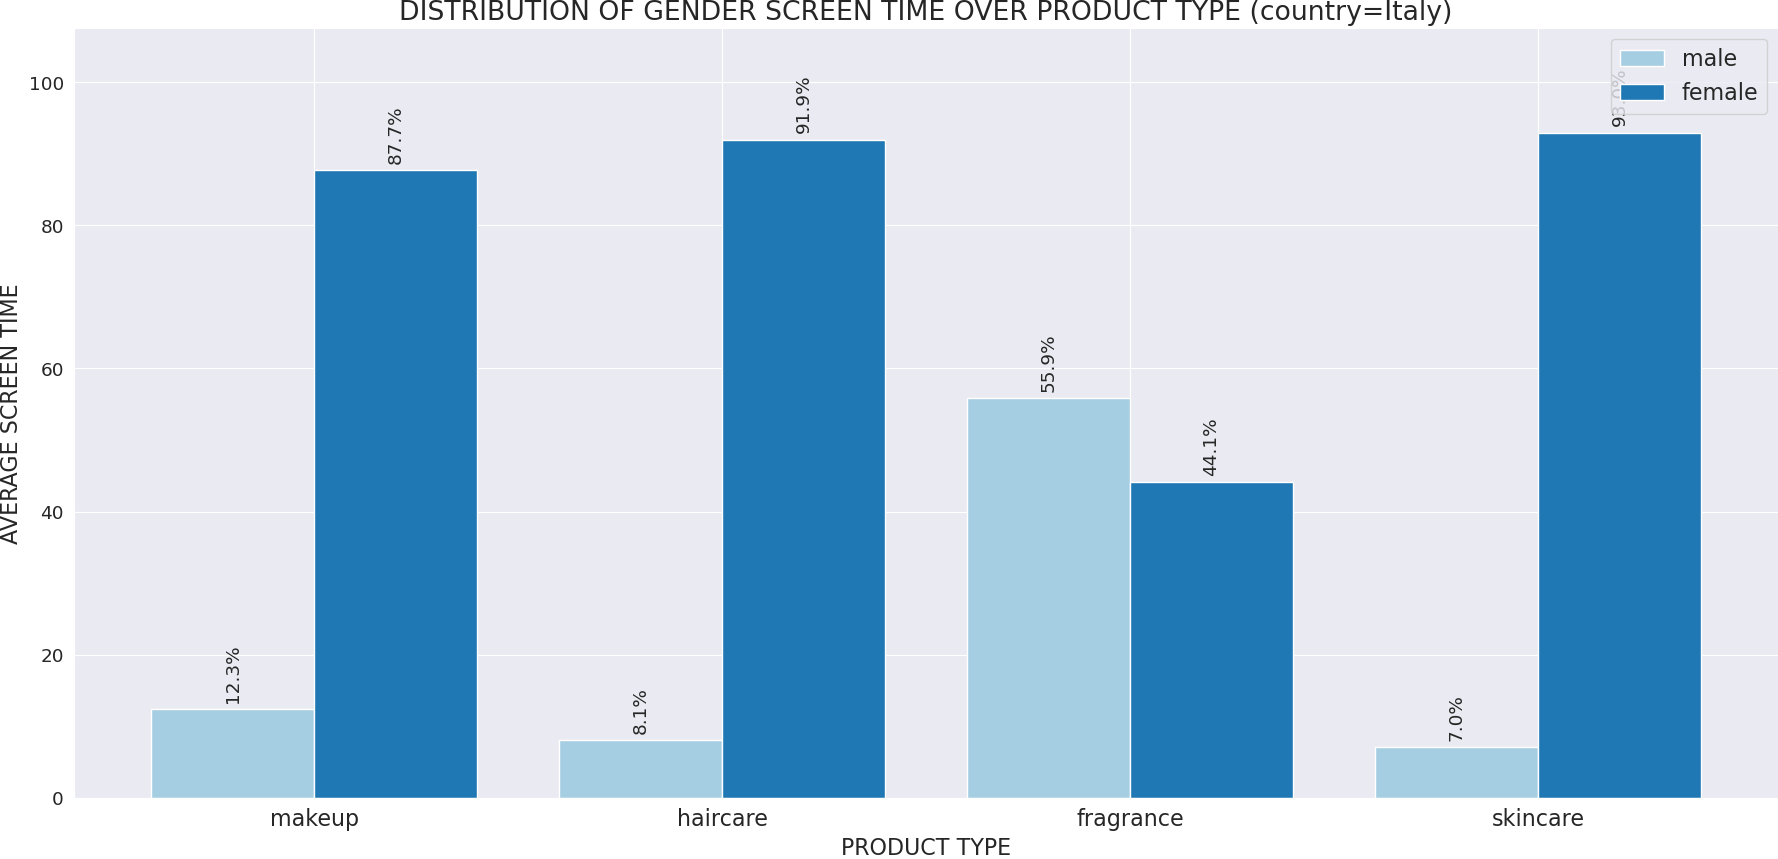 DISTRIBUTION OF GENDER SCREEN TIME OVER PRODUCT TYPE (country=Italy)
male
female
AVERAGE SCREEN TIME
100
80
60
40
20
0
12.3%
87.7%
8.1%
91.9%
55.9%
44.1%
7.0%
93.0%
makeup
haircare
fragrance
skincare
PRODUCT TYPE